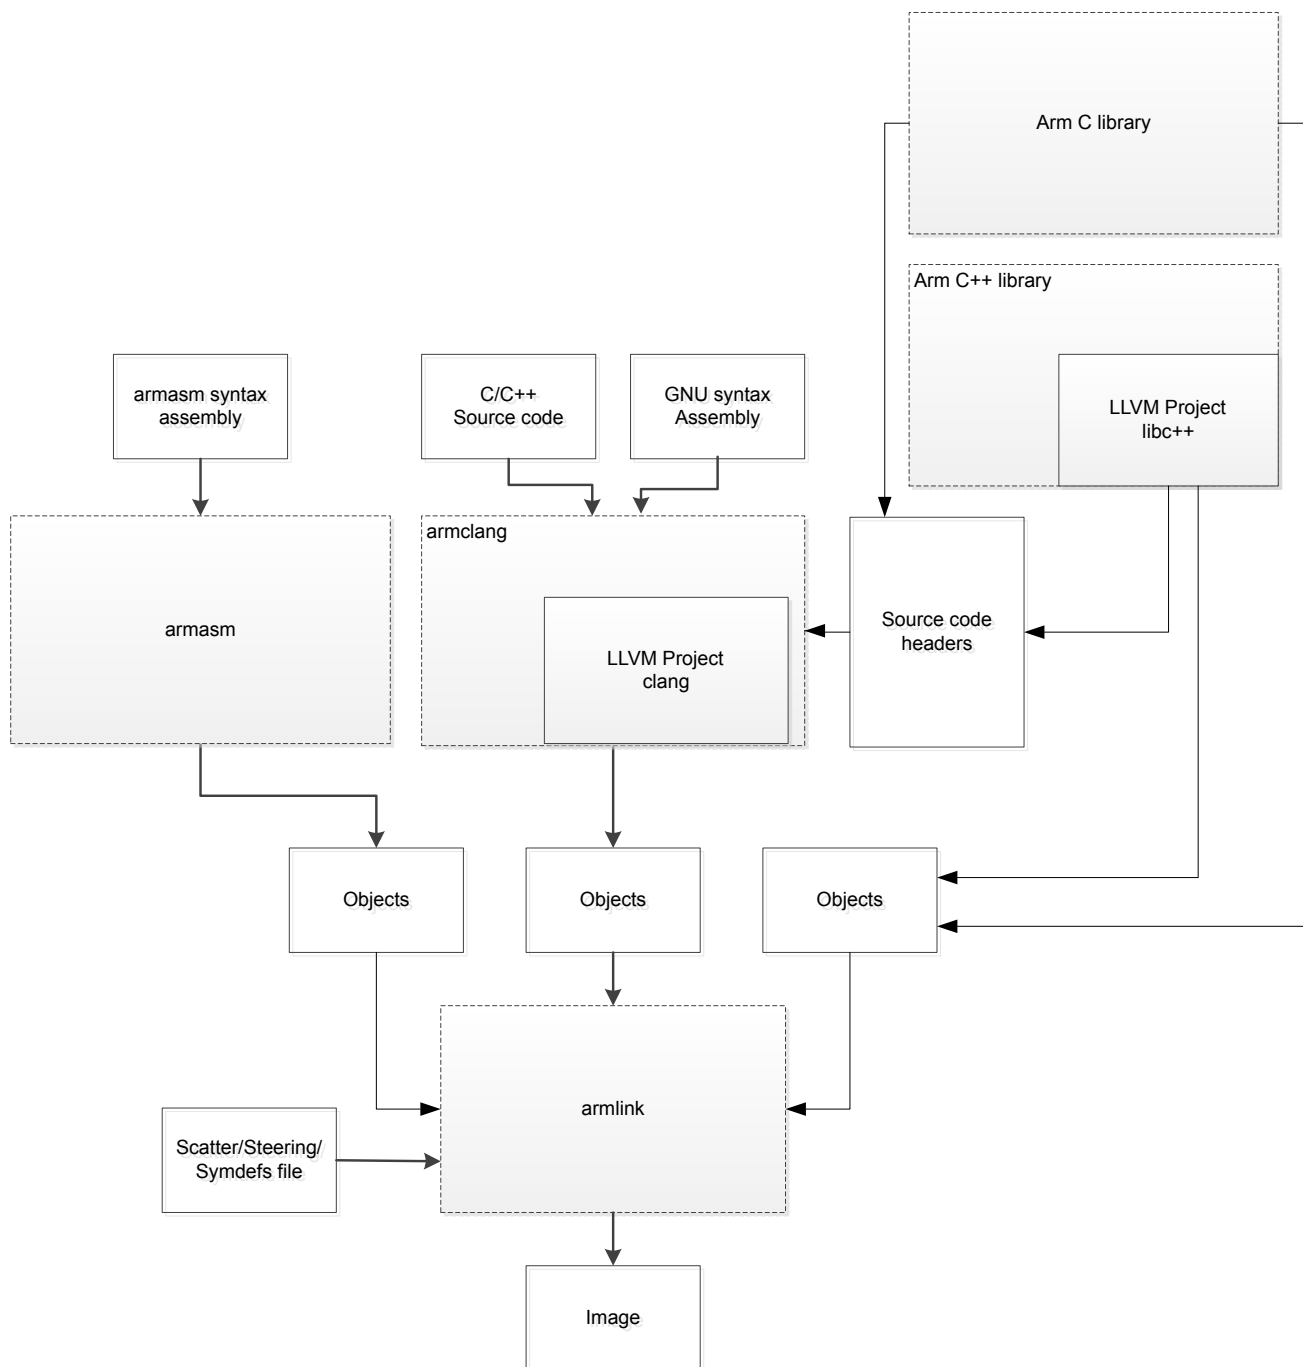 Arm C library
Arm C++ library
armasm syntax
assembly
C/C++
Source code
GNU syntax
Assembly
LLVM Project
libc++
armclang
armasm
LLVM Project
clang
Source code
headers
Objects
Objects
Objects
armlink
Scatter/Steering/
Symdefs file
Image